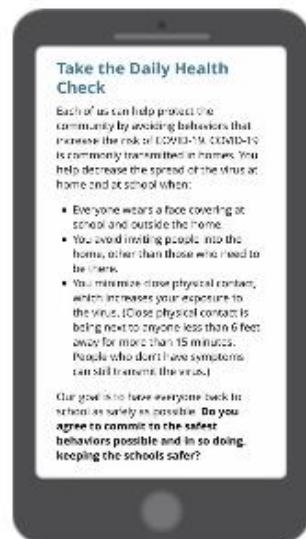 Take the Daily Health
Check
Each of us can help protect the
community by avoiding behaviors that
increase the risk of COVID-19. COVID-19
is commonly transmitted in homes. You
help decrease the spread of the virus at
home and at school when:
• Everyone wears a face covering at
school and outside the home.
• You avoid inviting people into the
home, other than those who need to
be there.
• You minimize close physical contact,
which increases your exposure to
the virus. (Close physical contact is
being next to anyone less than 6 feet
away for more than 15 minutes.
People who don't have symptoms
can still transmit the virus.)
Our goal is to have everyone back to
school as safely as possible. Do you
agree to commit to the safest
behaviors possible and in so doing,
keeping the schools safer?